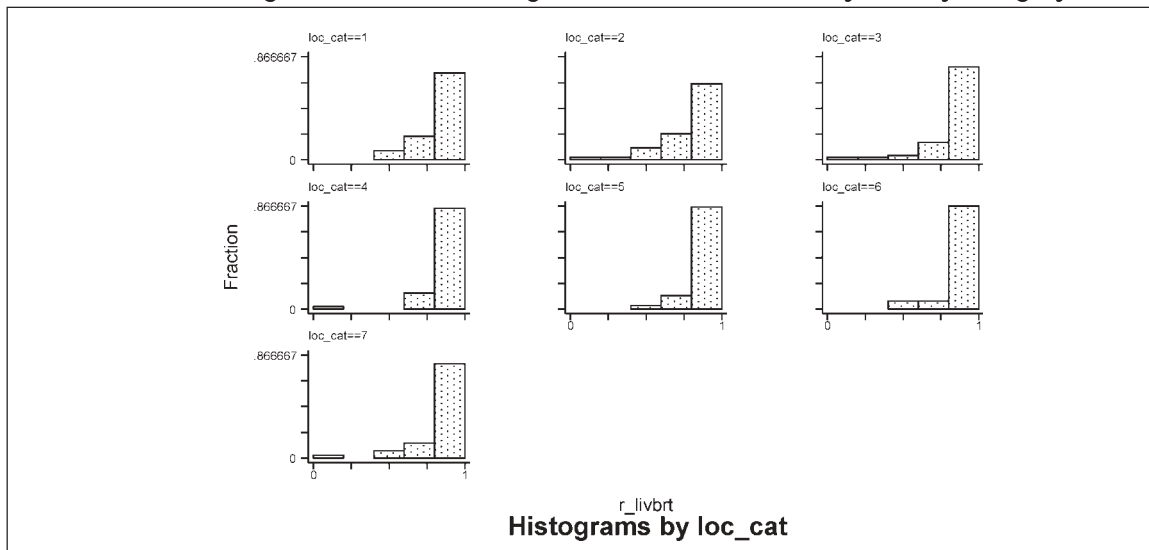 loc_cat==1 loc_cat==2 loc_cat==3
.866667
0
loc_cat==4 loc_cat==5 loc_cat==6
.866667
0
0 1 0 1
loc_cat==7
.866667
0
0 1
Fraction
r_livbrt
Histograms by loc_cat